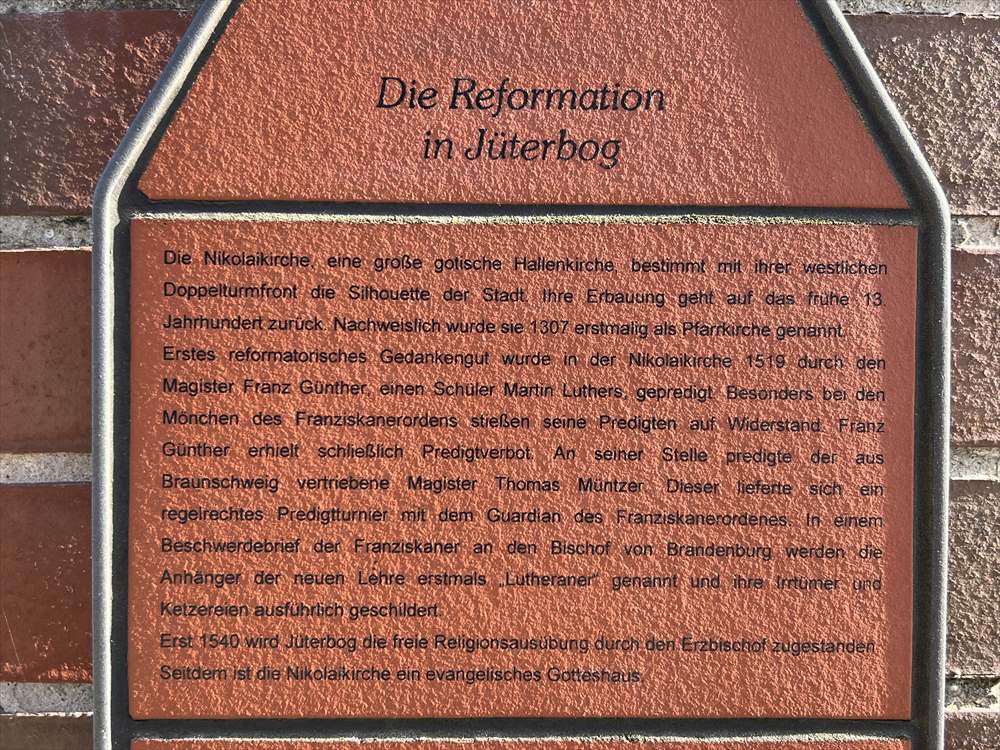 Die Reformation
in Jüterbog
Die Nikolaikirche, eine große gotische Hallenkirche, bestimmt mit ihrer westlichen
Doppelturmfront die Silhouette der Stadt. Ihre Erbauung geht auf das frühe 13.
Jahrhundert zurück. Nachweislich wurde sie 1307 erstmalig als Pfarrkirche genannt.
Erstes reformatorisches Gedankengut wurde in der Nikolaikirche 1519 durch den
Magister Franz Günther, einen Schüler Martin Luthers, gepredigt. Besonders bei den
Mönchen des Franziskanerordens stießen seine Predigten auf Widerstand. Franz
Günther erhielt schließlich Predigtverbot. An seiner Stelle predigte der aus
Braunschweig vertriebene Magister Thomas Müntzer. Dieser lieferte sich ein
regelrechtes Predigtturnier mit dem Guardian des Franziskanerordenes. In einem
Beschwerdebrief der Franziskaner an den Bischof von Brandenburg werden die
Anhänger der neuen Lehre erstmals „Lutheraner“ genannt und ihre Irrtümer und
Ketzereien ausführlich geschildert.
Erst 1540 wird Jüterbog die freie Religionsausübung durch den Erzbischof zugestanden.
Seitdem ist die Nikolaikirche ein evangelisches Gotteshaus.